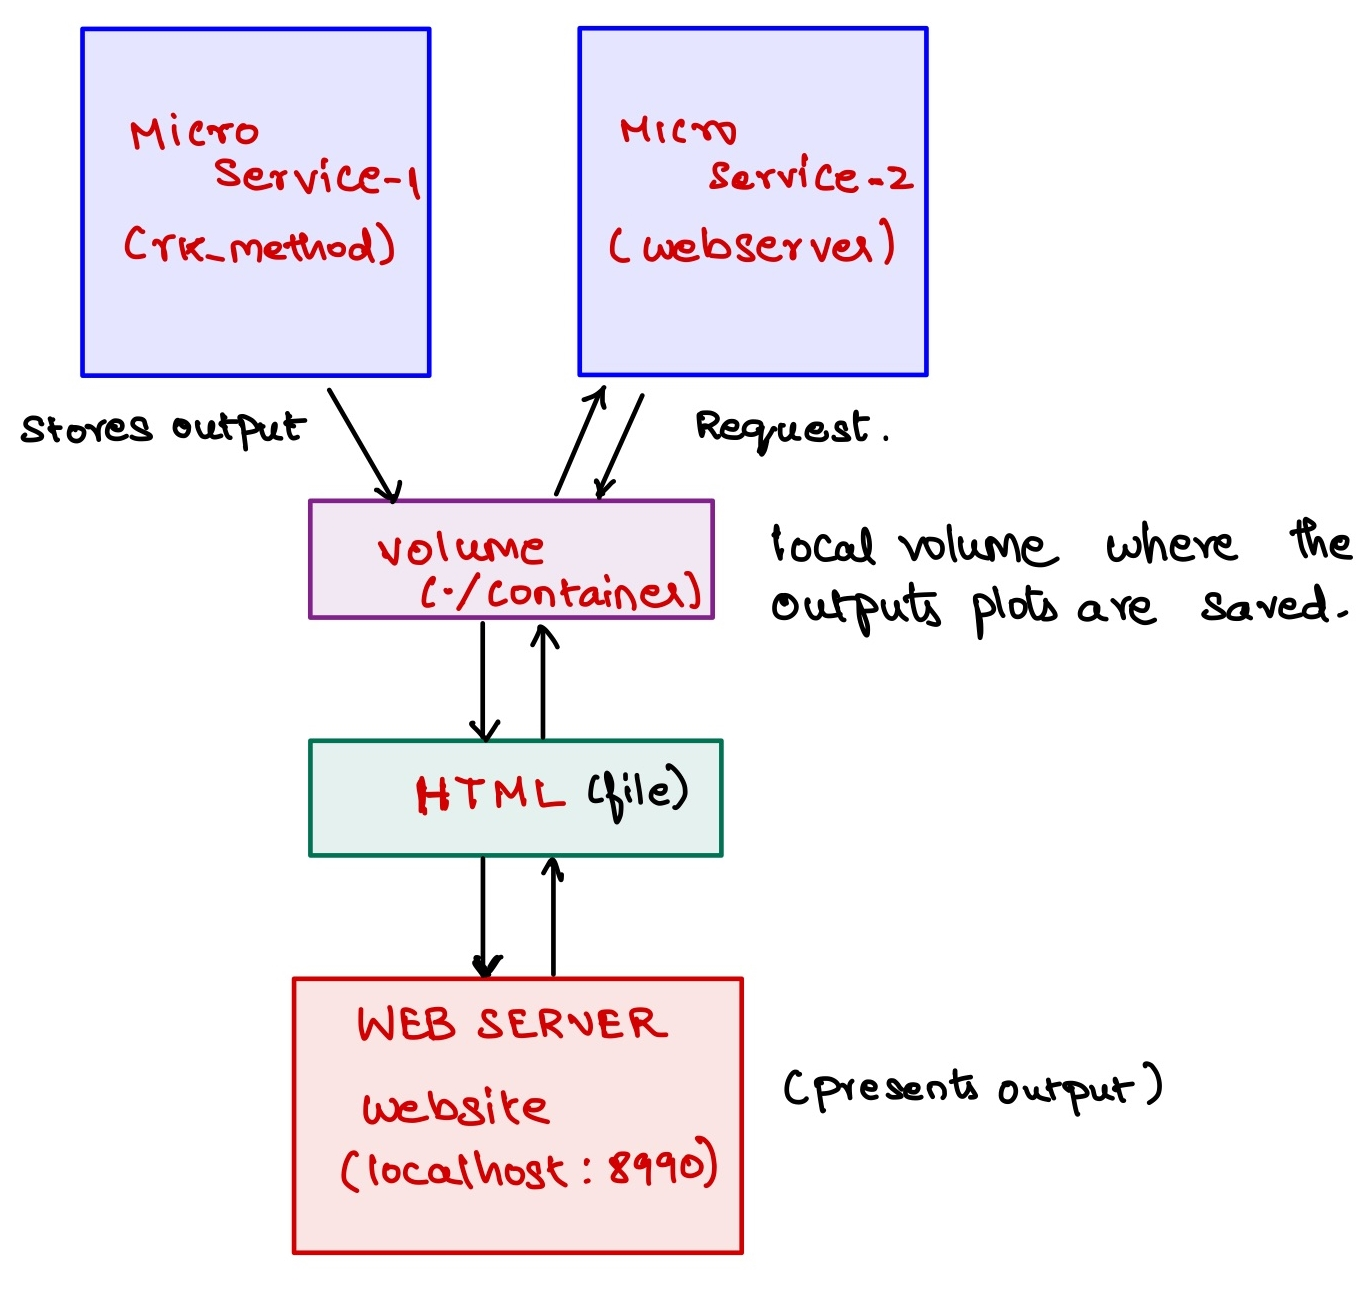 Micro
Service-1
(rk_method)
Micro
Service-2
(webserver)
Stores output
Request.
volume
(./container)
local volume where the
outputs plots are saved.
HTML (file)
WEB SERVER
website
(localhost: 8990)
(presents output)